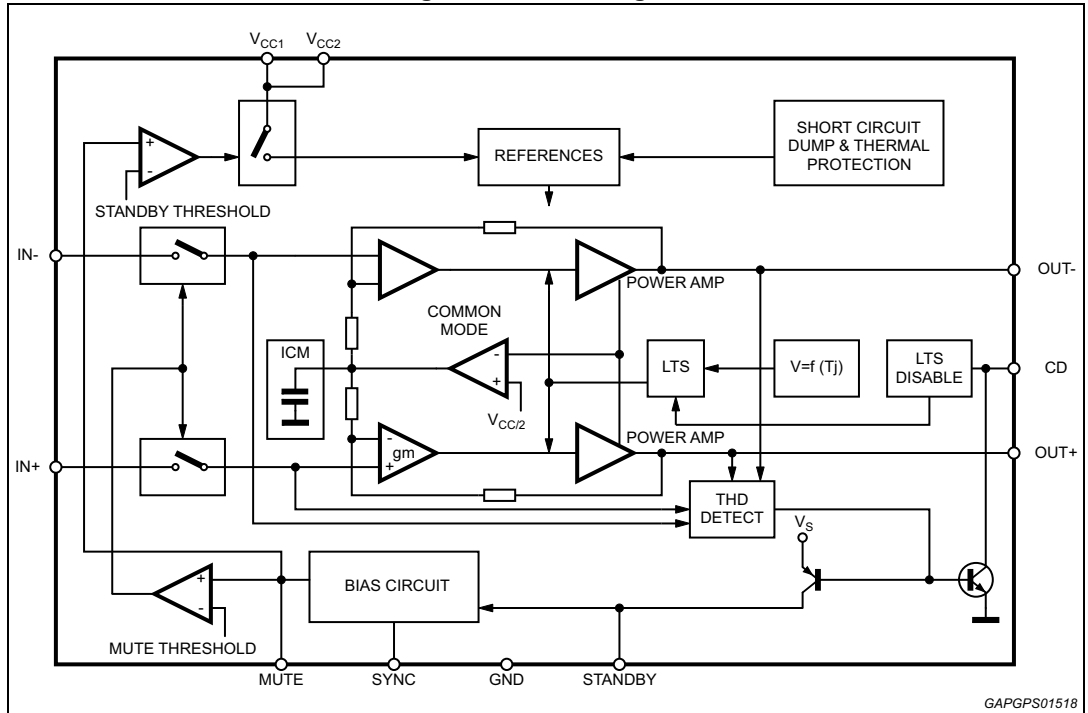 VCC1
VCC2
+
-
STANDBY THRESHOLD
REFERENCES
SHORT CIRCUIT
DUMP & THERMAL
PROTECTION
IN-
POWER AMP
OUT-
COMMON
MODE
ICM
-
+
VCC/2
LTS
V=f (Tj)
LTS
DISABLE
CD
IN+
-
gm
+
POWER AMP
OUT+
THD
DETECT
VS
+
-
MUTE THRESHOLD
BIAS CIRCUIT
MUTE
SYNC
GND
STANDBY
GAPGPS01518